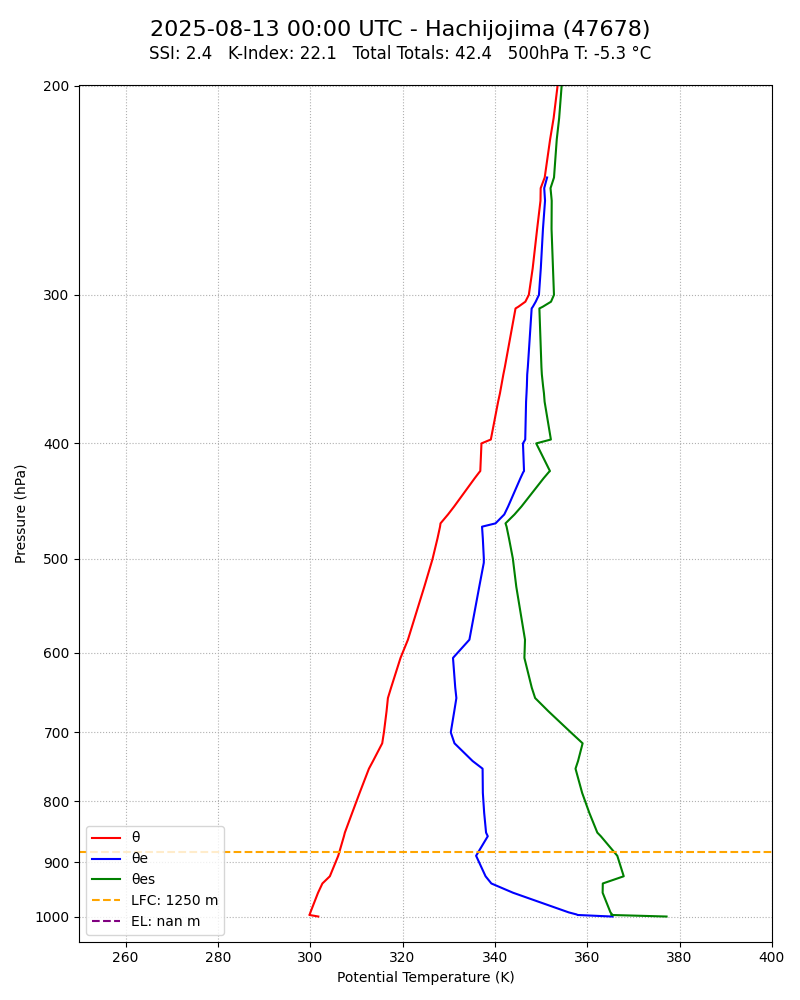 2025-08-13 00:00 UTC - Hachijojima (47678)
SSI: 2.4   K-Index: 22.1   Total Totals: 42.4   500hPa T: -5.3 °C
200
300
400
500
600
700
800
900
1000
Pressure (hPa)
θ
θe
θes
LFC: 1250 m
EL: nan m
260 280 300 320 340 360 380 400
Potential Temperature (K)